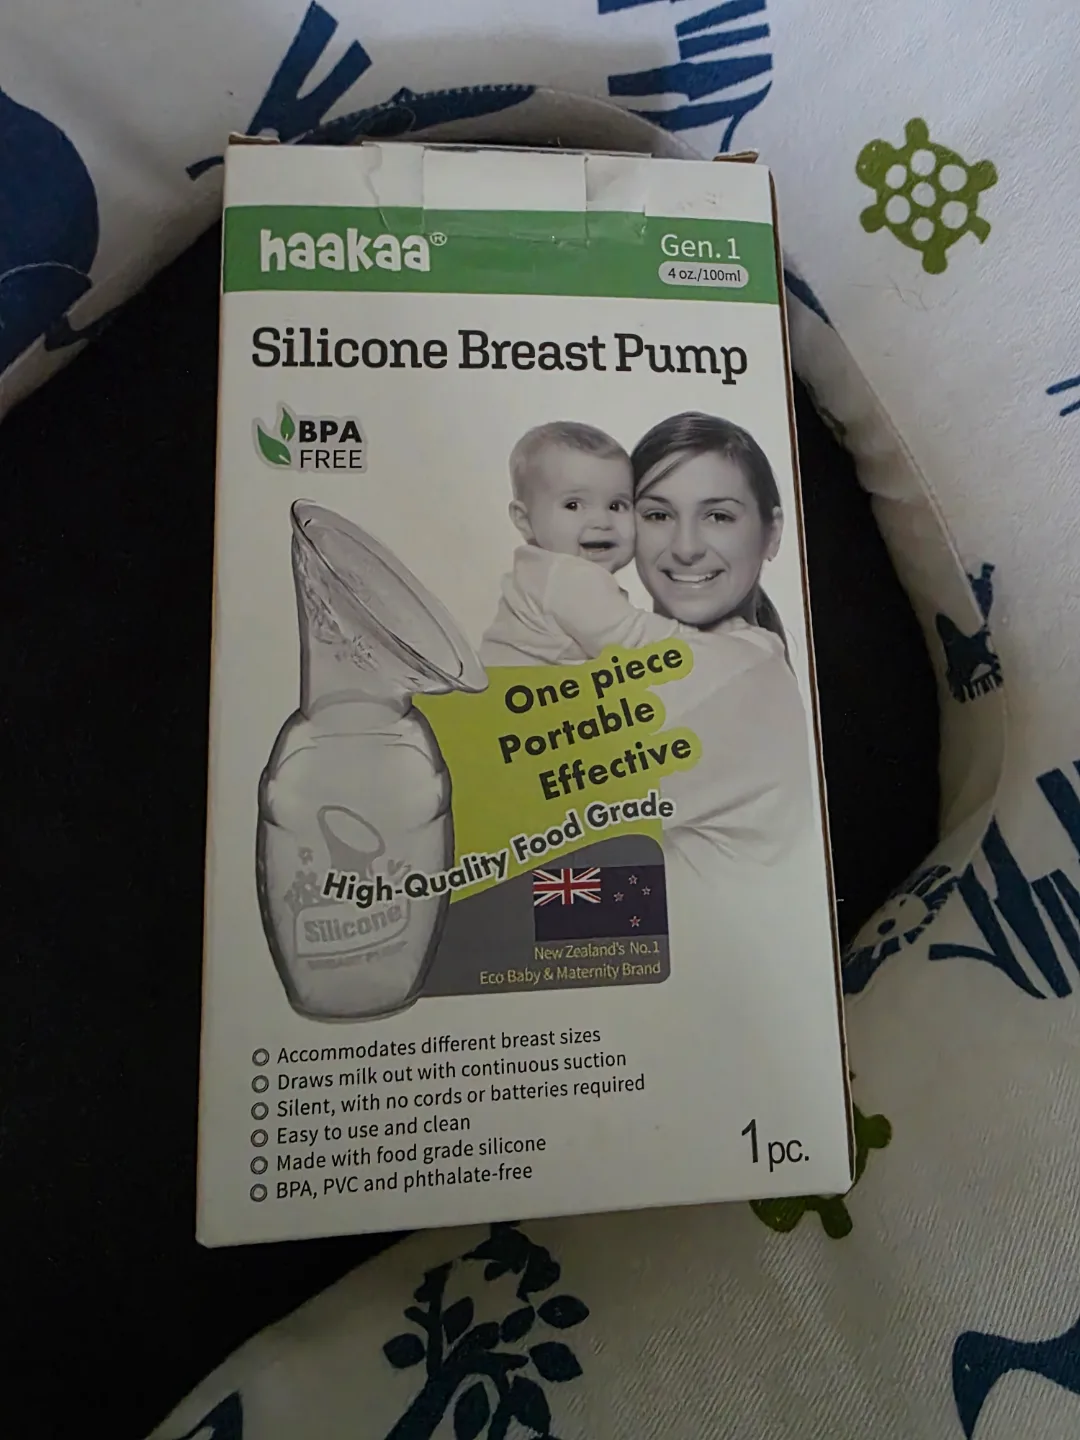 haakaa®
Gen. 1
4 oz./100ml
Silicone Breast Pump
BPA
FREE
One piece
Portable
Effective
High-Quality Food Grade
Silicone
New Zealand's No.1
Eco Baby & Maternity Brand
Accommodates different breast sizes
Draws milk out with continuous suction
Silent, with no cords or batteries required
Easy to use and clean
Made with food grade silicone
BPA, PVC and phthalate-free
1 pc.